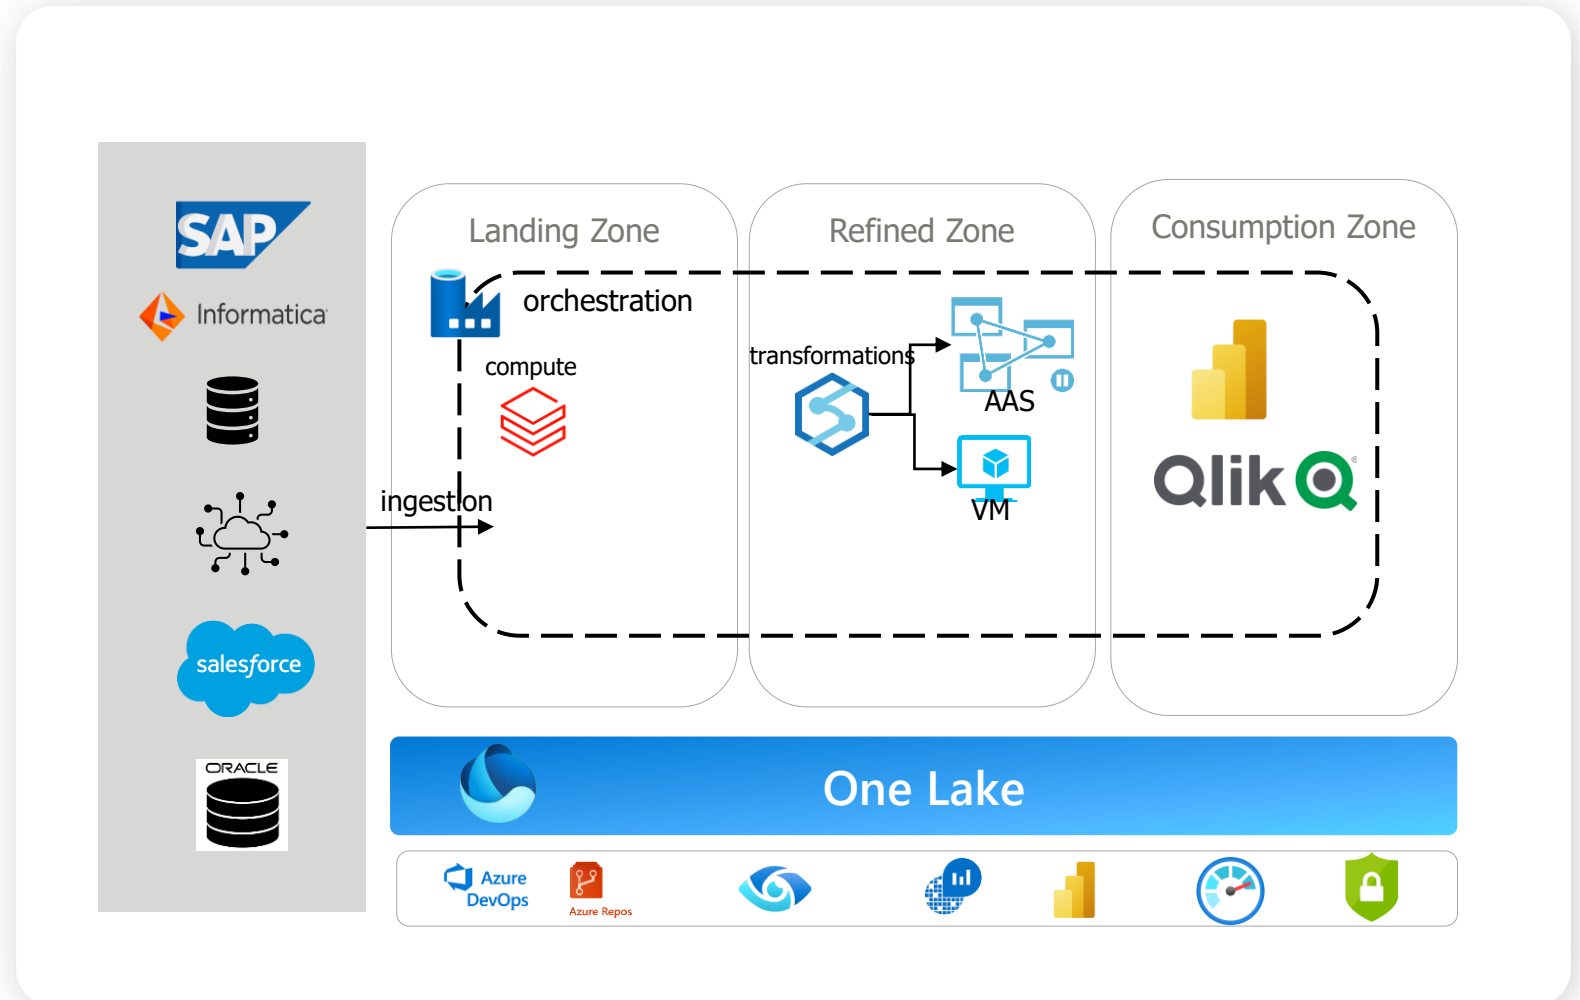 SAP
Informatica
salesforce
ORACLE
ingestion
Landing Zone
orchestration
compute
Refined Zone
transformations
AAS
VM
Consumption Zone
Qlik
One Lake
Azure
DevOps
Azure Repos